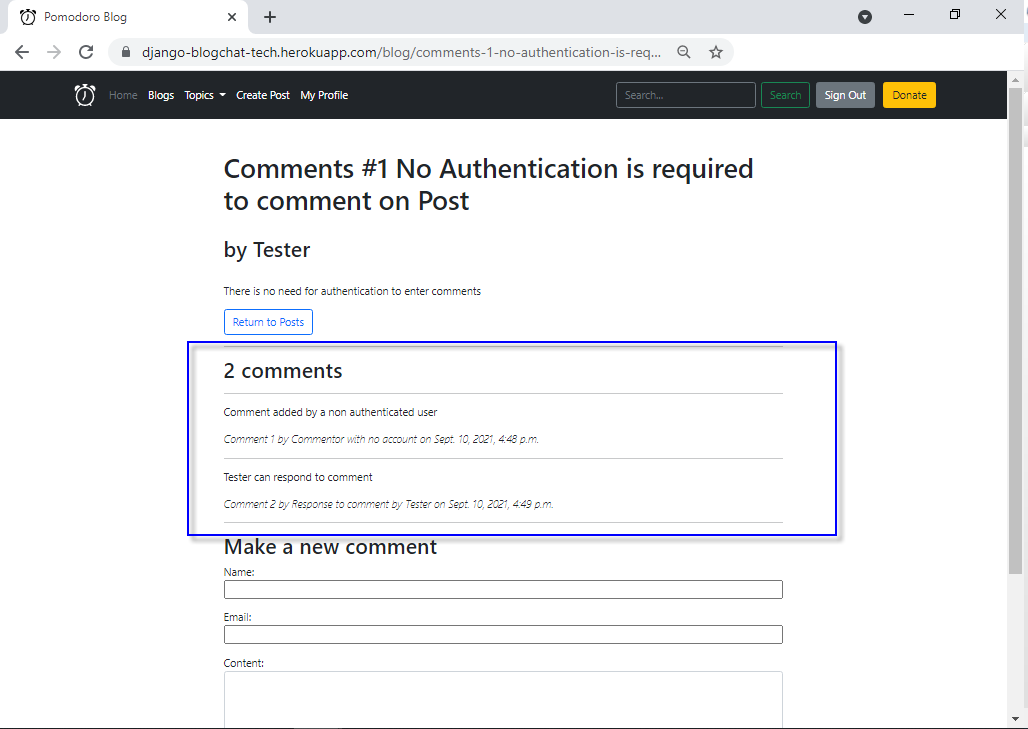 Pomodoro Blog
django-blogchat-tech.herokuapp.com/blog/comments-1-no-authentication-is-req...
Home Blogs Topics Create Post My Profile Search... Search Sign Out Donate
Comments #1 No Authentication is required
to comment on Post
by Tester
There is no need for authentication to enter comments
Return to Posts
2 comments
Comment added by a non authenticated user
Comment 1 by Commentor with no account on Sept. 10, 2021, 4:48 p.m.
Tester can respond to comment
Comment 2 by Response to comment by Tester on Sept. 10, 2021, 4:49 p.m.
Make a new comment
Name:
Email:
Content: